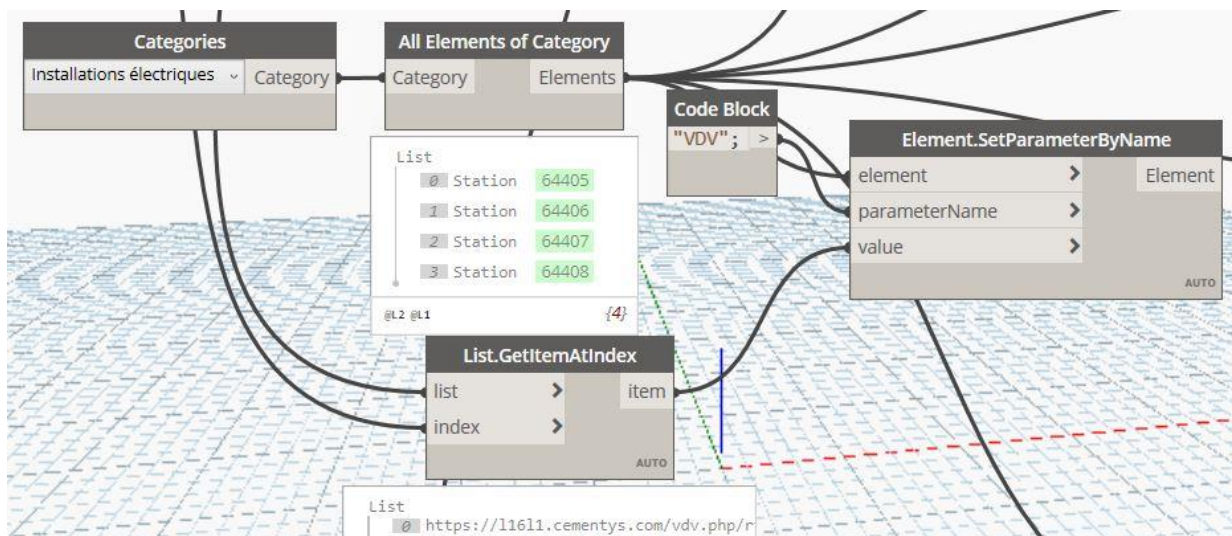 Categories
Installations électriques
Category
All Elements of Category
Category
Elements
Code Block
"VDV";
>
Element.SetParameterByName
element
Element
parameterName
value
AUTO
List
0 Station 64405
1 Station 64406
2 Station 64407
3 Station 64408
@L2 @L1 {4}
List.GetItemAtIndex
list
item
index
AUTO
List
0 https://l16l1.cementys.com/vdv.php/r